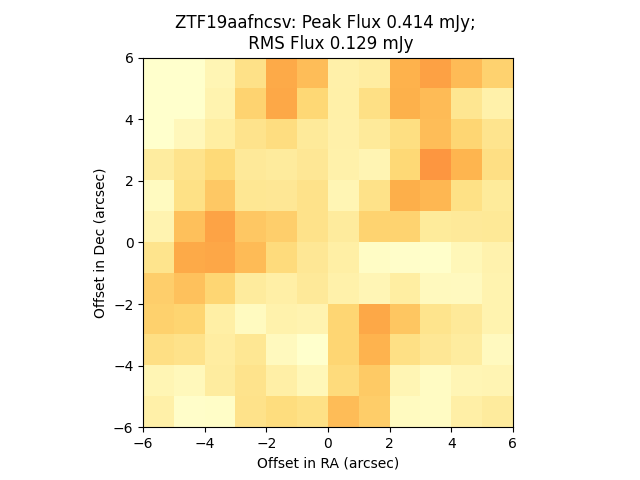 ZTF19aafncsv: Peak Flux 0.414 mJy;
RMS Flux 0.129 mJy
6
4
2
0
−2
−4
−6
Offset in Dec (arcsec)
−6 −4 −2 0 2 4 6
Offset in RA (arcsec)